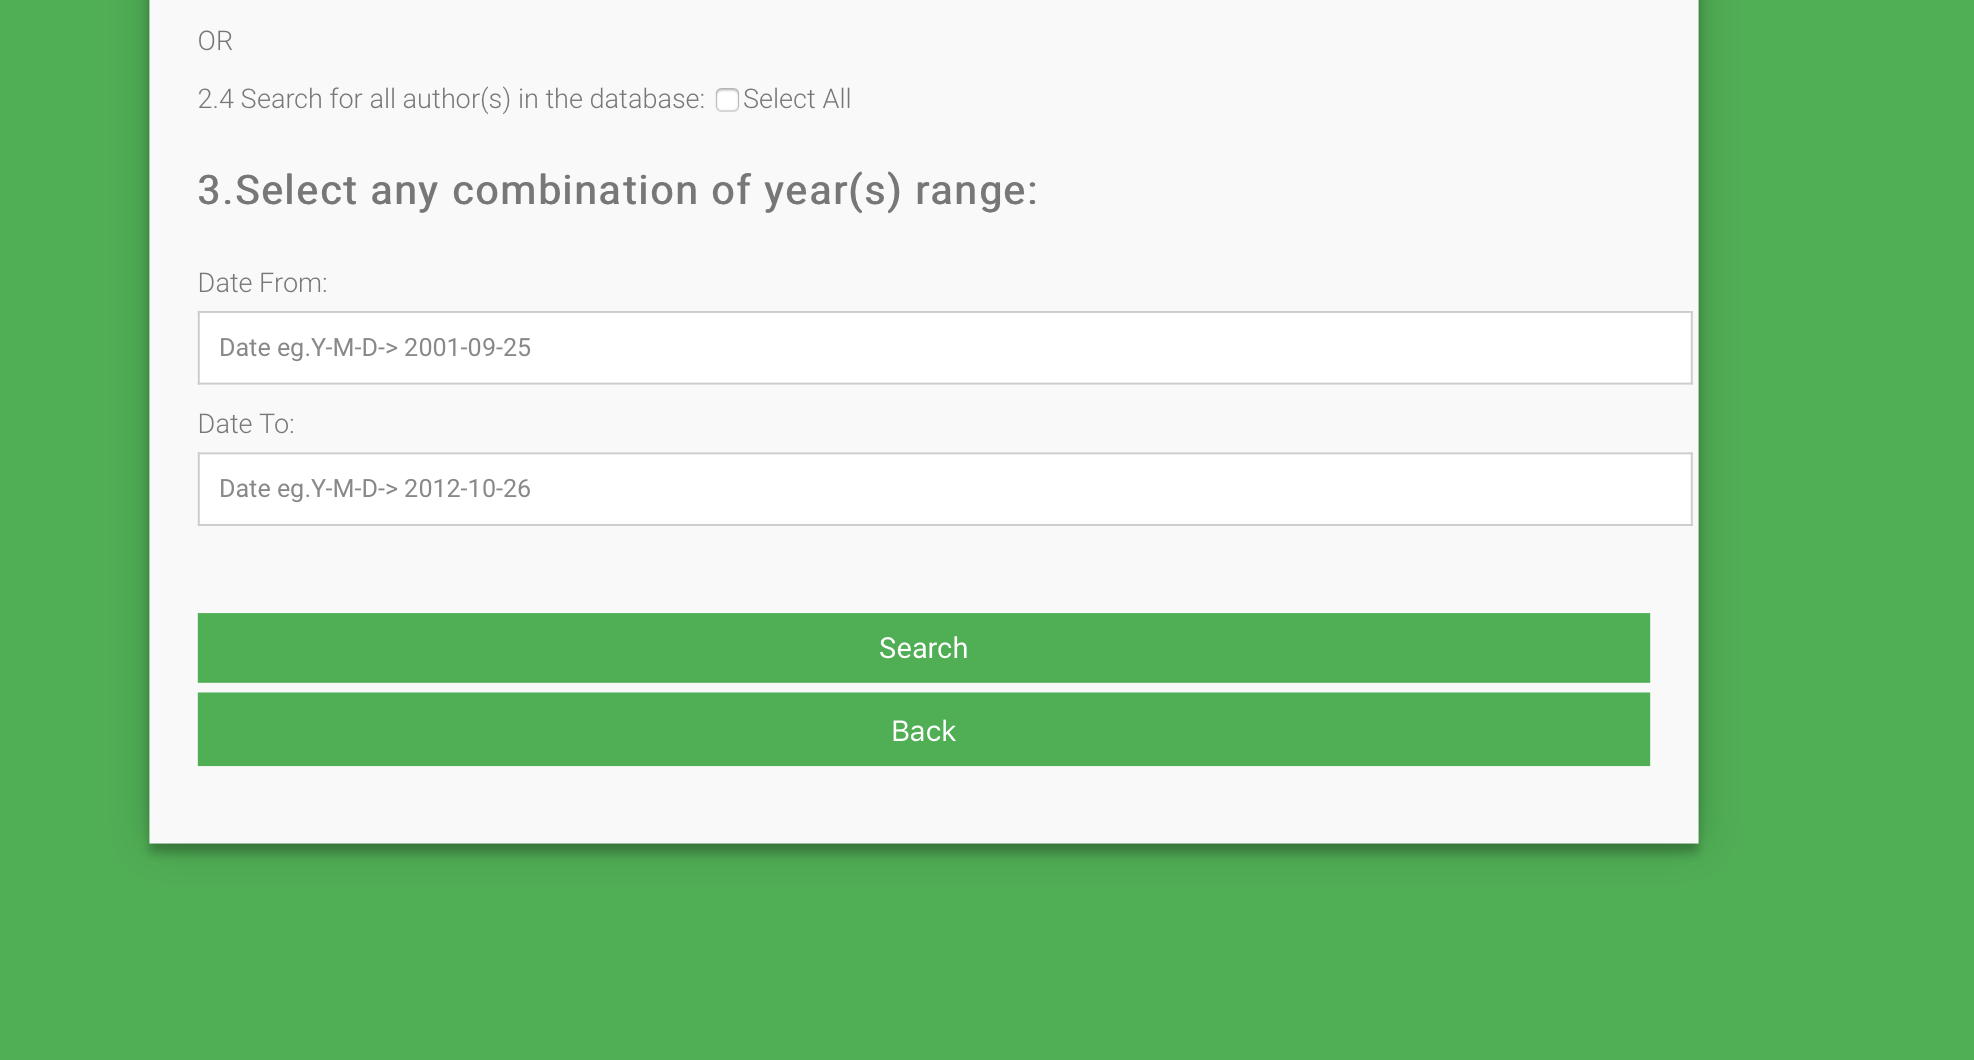 OR
2.4 Search for all author(s) in the database: Select All
3.Select any combination of year(s) range:
Date From:
Date eg.Y-M-D-> 2001-09-25
Date To:
Date eg.Y-M-D-> 2012-10-26
Search
Back